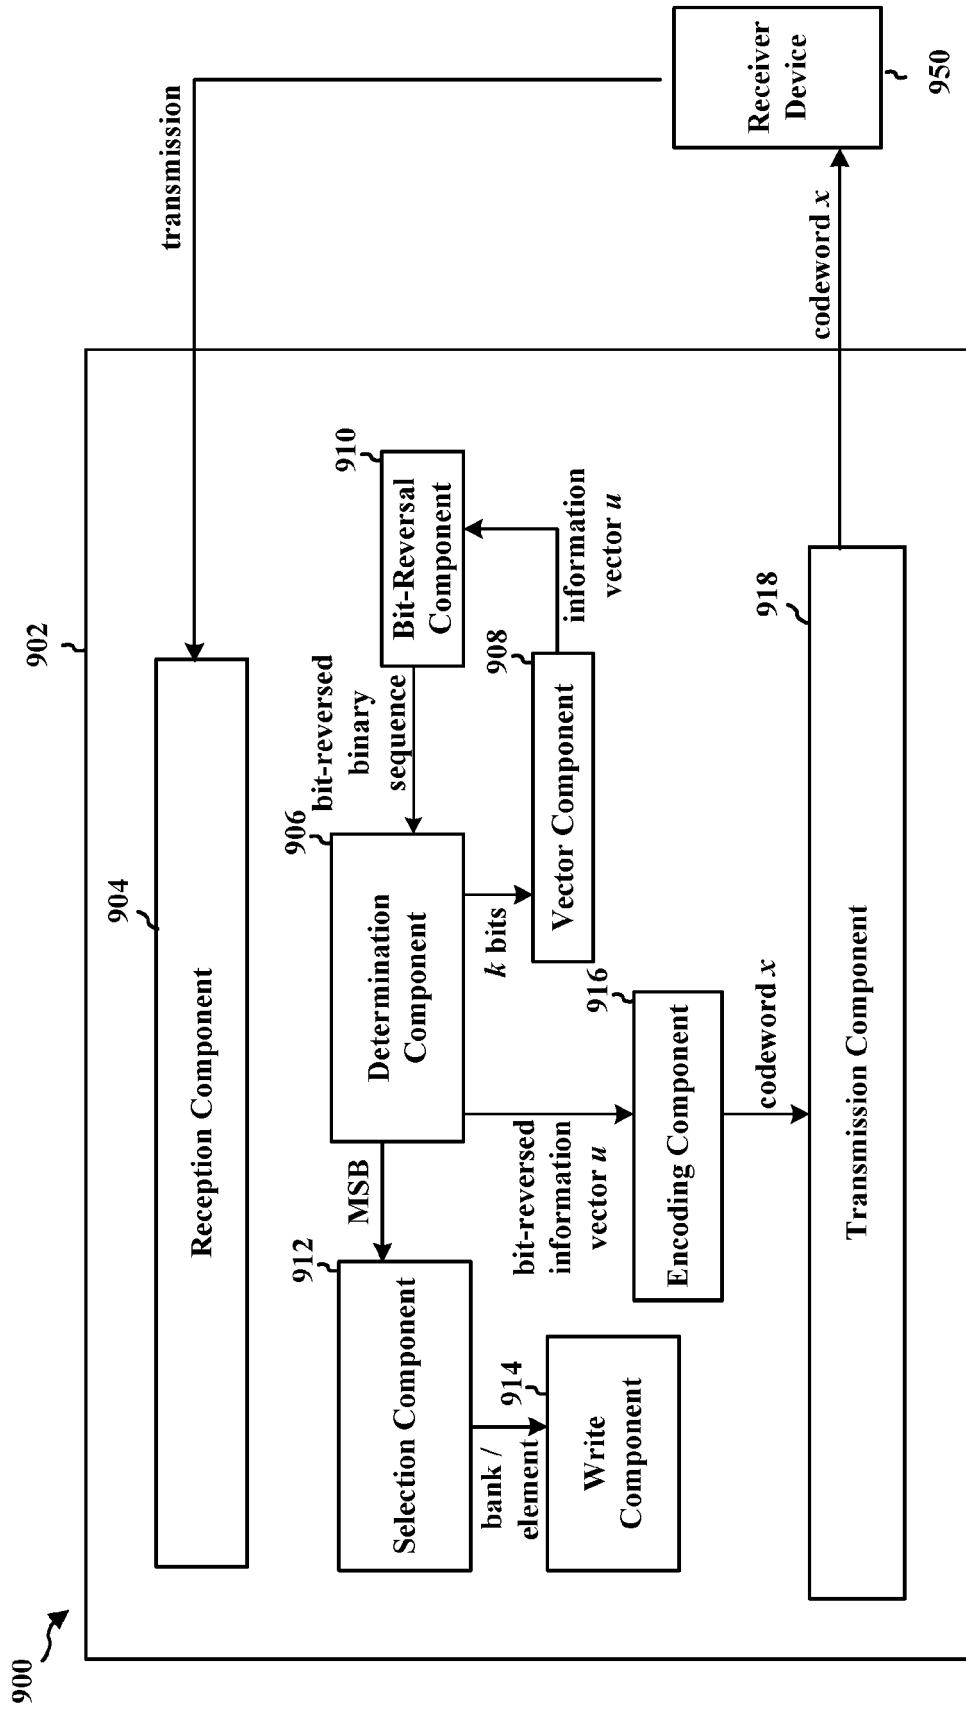 900
902
transmission
904
Reception Component
Receiver
Device
950
910
Bit-Reversal
Component
bit-reversed
binary
sequence
906
Determination
Component
information
vector u
908
Vector Component
k bits
MSB
912
Selection Component
bank /
element
914
Write
Component
bit-reversed
information
vector u
916
Encoding Component
codeword x
918
Transmission Component
codeword x